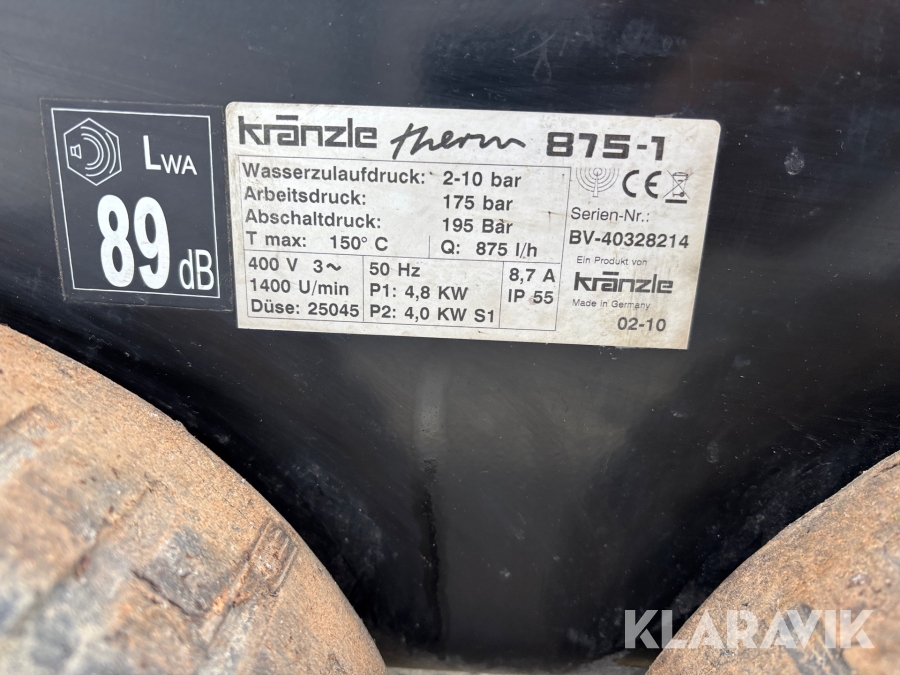 LWA
89 dB
Kränzle therm 875-1
Wasserzulaufdruck: 2-10 bar
Arbeitsdruck: 175 bar
Abschaltdruck: 195 Bar
T max: 150° C Q: 875 l/h
400 V 3~ 50 Hz 8,7 A
1400 U/min P1: 4,8 KW IP 55
Düse: 25045 P2: 4,0 KW S1
CE
Serien-Nr.:
BV-40328214
Ein Produkt von
Kränzle
Made in Germany
02-10
KLARAVIK